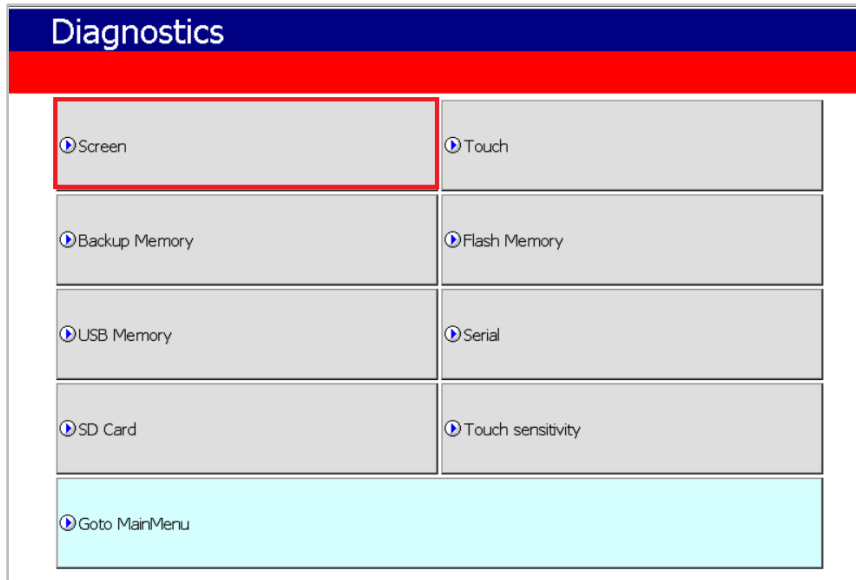 Diagnostics
Screen
Touch
Backup Memory
Flash Memory
USB Memory
Serial
SD Card
Touch sensitivity
Goto MainMenu